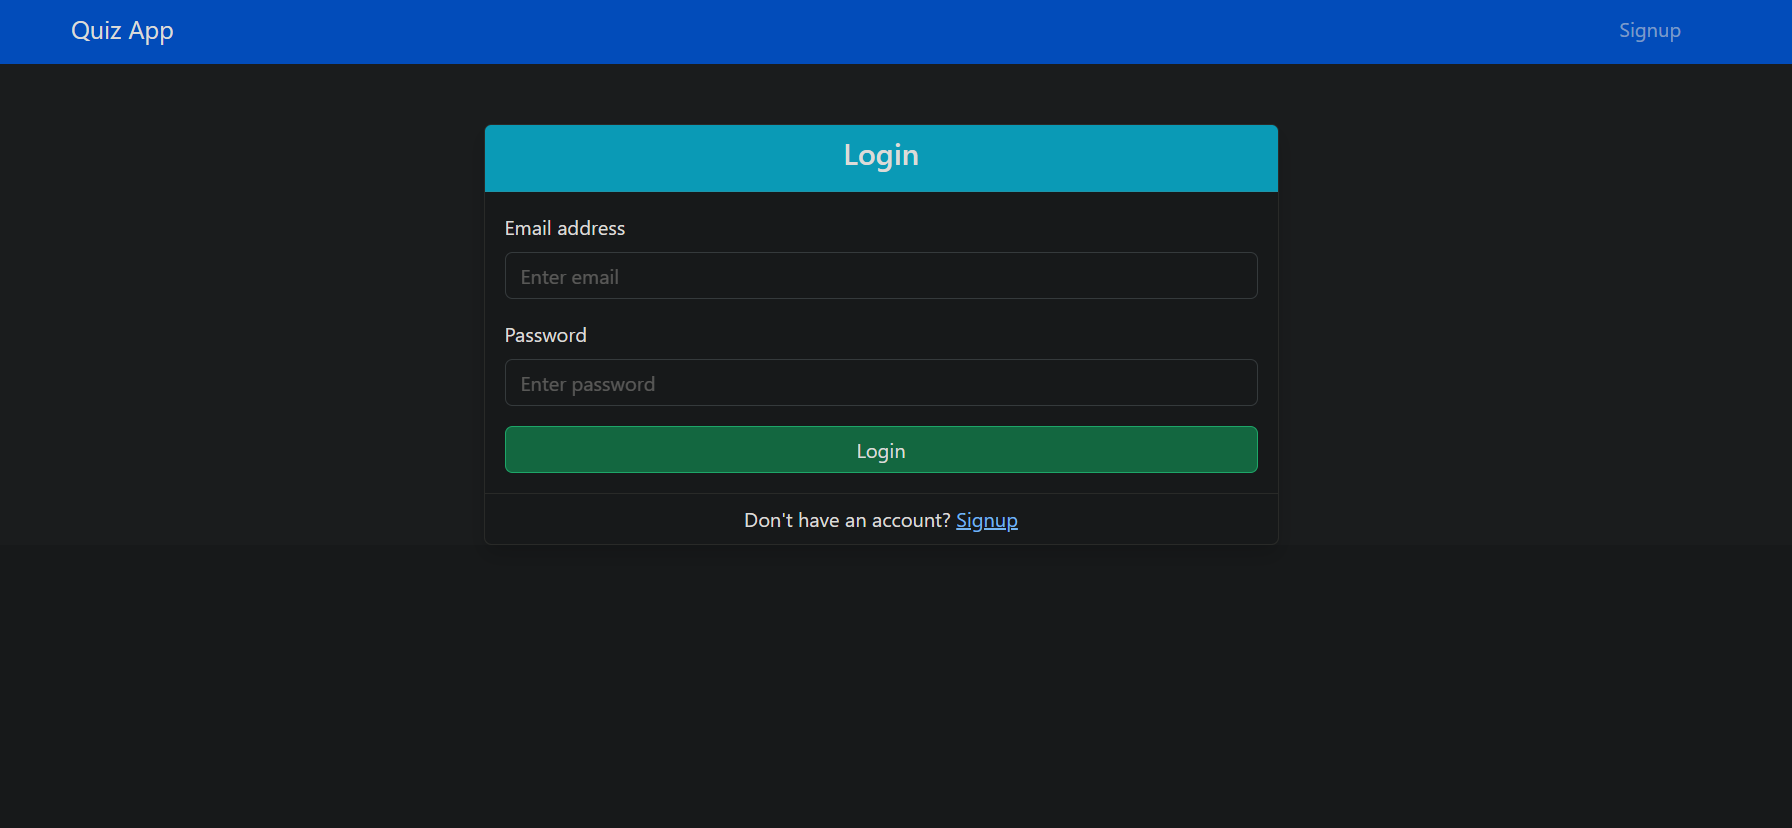 Quiz App
Signup
Login
Email address
Enter email
Password
Enter password
Login
Don't have an account? Signup